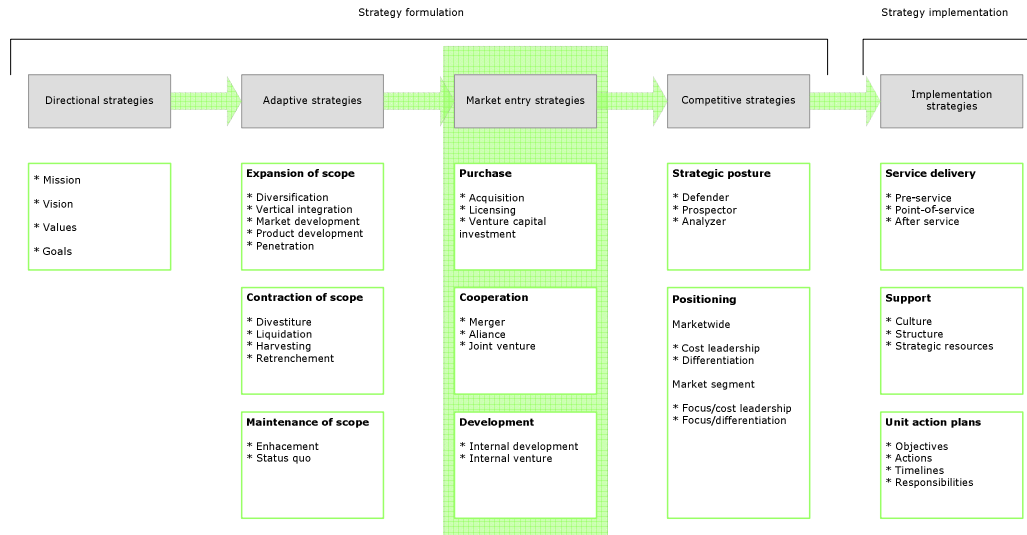 Strategy formulation
Strategy implementation
Directional strategies
Adaptive strategies
Market entry strategies
Competitive strategies
Implementation
strategies
* Mission
* Vision
* Values
* Goals
Expansion of scope
* Diversification
* Vertical integration
* Market development
* Product development
* Penetration
Contraction of scope
* Divestiture
* Liquidation
* Harvesting
* Retrenchement
Maintenance of scope
* Enhacement
* Status quo
Purchase
* Acquisition
* Licensing
* Venture capital
investment
Cooperation
* Merger
* Aliance
* Joint venture
Development
* Internal development
* Internal venture
Strategic posture
* Defender
* Prospector
* Analyzer
Positioning
Marketwide
* Cost leadership
* Differentiation
Market segment
* Focus/cost leadership
* Focus/differentiation
Service delivery
* Pre-service
* Point-of-service
* After service
Support
* Culture
* Structure
* Strategic resources
Unit action plans
* Objectives
* Actions
* Timelines
* Responsibilities